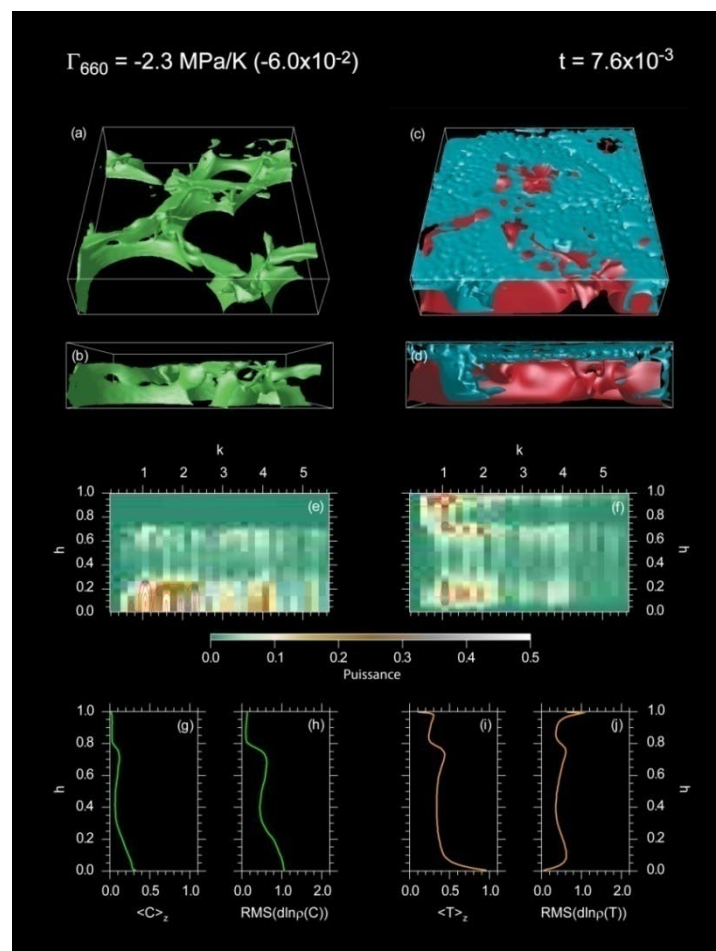 Γ660 = -2.3 MPa/K (-6.0x10-2) t = 7.6x10-3
(a) (c)
(b) (d)
k k
1 2 3 4 5 1 2 3 4 5
1.0 (e) (f) 1.0
0.8 0.8
h 0.6 0.6 h
0.4 0.4
0.2 0.2
0.0 0.0
0.0 0.1 0.2 0.3 0.4 0.5
Puissance
1.0 (g) (h) (i) (j) 1.0
0.8 0.8
h 0.6 0.6 h
0.4 0.4
0.2 0.2
0.0 0.0
0.0 0.5 1.0 0.0 1.0 2.0 0.0 0.5 1.0 0.0 1.0 2.0
<C>z RMS(dlnρ(C)) <T>z RMS(dlnρ(T))